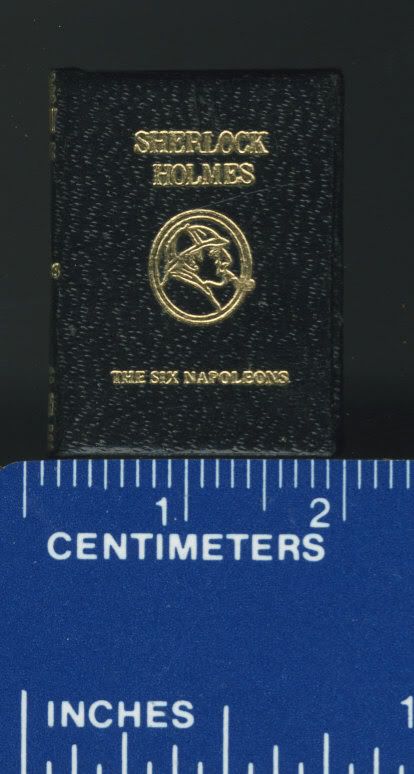 SHERLOCK
HOLMES
THE SIX NAPOLEONS
1 2
CENTIMETERS
INCHES 1